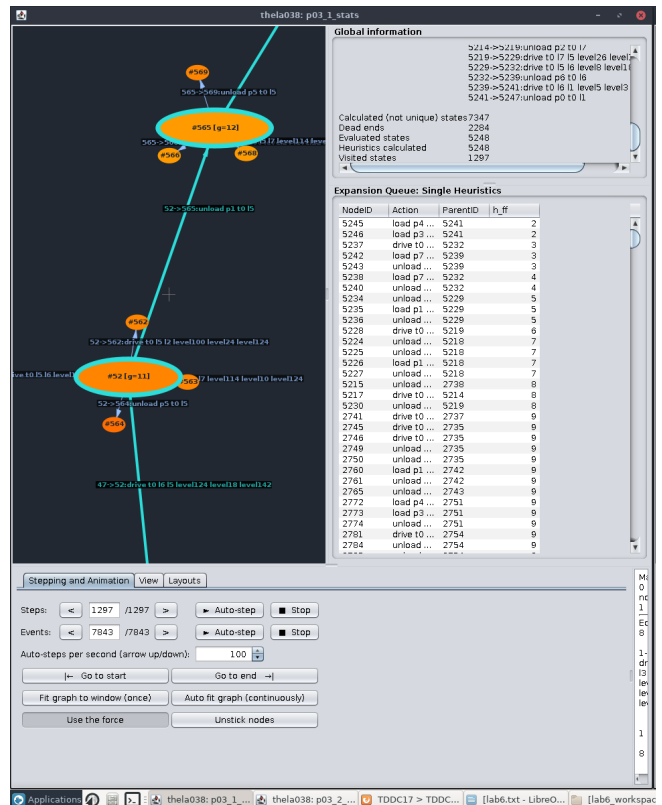 thela038: p03_1_stats
#569
565->569:unload p5 t0 l5
#565 [g=12]
#566
#568
52->565:unload p1 t0 l5
#562
52->562:drive t0 l5 l2 level100 level24 level124
#52 [g=11]
#563
l7 level114 level10 level124
52->564:unload p5 t0 l5
#564
47->52:drive t0 l6 l5 level124 level18 level142
Global information
5214->5219:unload p2 t0 l7
5219->5229:drive t0 l7 l5 level26 level
5229->5232:drive t0 l5 l6 level8 level1
5232->5239:unload p6 t0 l6
5239->5241:drive t0 l6 l1 level5 level3
5241->5247:unload p0 t0 l1
Calculated (not unique) states 7347
Dead ends 2284
Evaluated states 5248
Heuristics calculated 5248
Visited states 1297
Expansion Queue: Single Heuristics
NodeID Action ParentID h_ff
5245 load p4 ... 5241 2
5246 load p3 ... 5241 2
5237 drive t0 ... 5232 3
5242 load p7 ... 5239 3
5243 unload ... 5239 3
5238 load p7 ... 5232 4
5240 unload ... 5232 4
5234 unload ... 5229 5
5235 load p1 ... 5229 5
5236 unload ... 5229 5
5228 drive t0 ... 5219 6
5224 unload ... 5218 7
5225 unload ... 5218 7
5226 load p1 ... 5218 7
5227 unload ... 5218 7
5215 unload ... 2738 8
5217 drive t0 ... 5214 8
5230 unload ... 5219 8
2741 drive t0 ... 2737 9
2745 drive t0 ... 2735 9
2746 drive t0 ... 2735 9
2749 unload ... 2735 9
2750 unload ... 2735 9
2760 load p1 ... 2742 9
2761 unload ... 2742 9
2765 unload ... 2743 9
2772 load p4 ... 2751 9
2773 load p3 ... 2751 9
2774 unload ... 2751 9
2781 drive t0 ... 2754 9
2784 unload ... 2754 9
Stepping and Animation View Layouts
Steps: < 1297 /1297 > ► Auto-step ■ Stop
Events: < 7843 /7843 > ► Auto-step ■ Stop
Auto-steps per second (arrow up/down): 100
|← Go to start Go to end →|
Fit graph to window (once) Auto fit graph (continuously)
Use the force Unstick nodes
Applications thela038: p03_1_... thela038: p03_2_... TDDC17 > TDDC... [lab6.txt - LibreO... [lab6_workspac